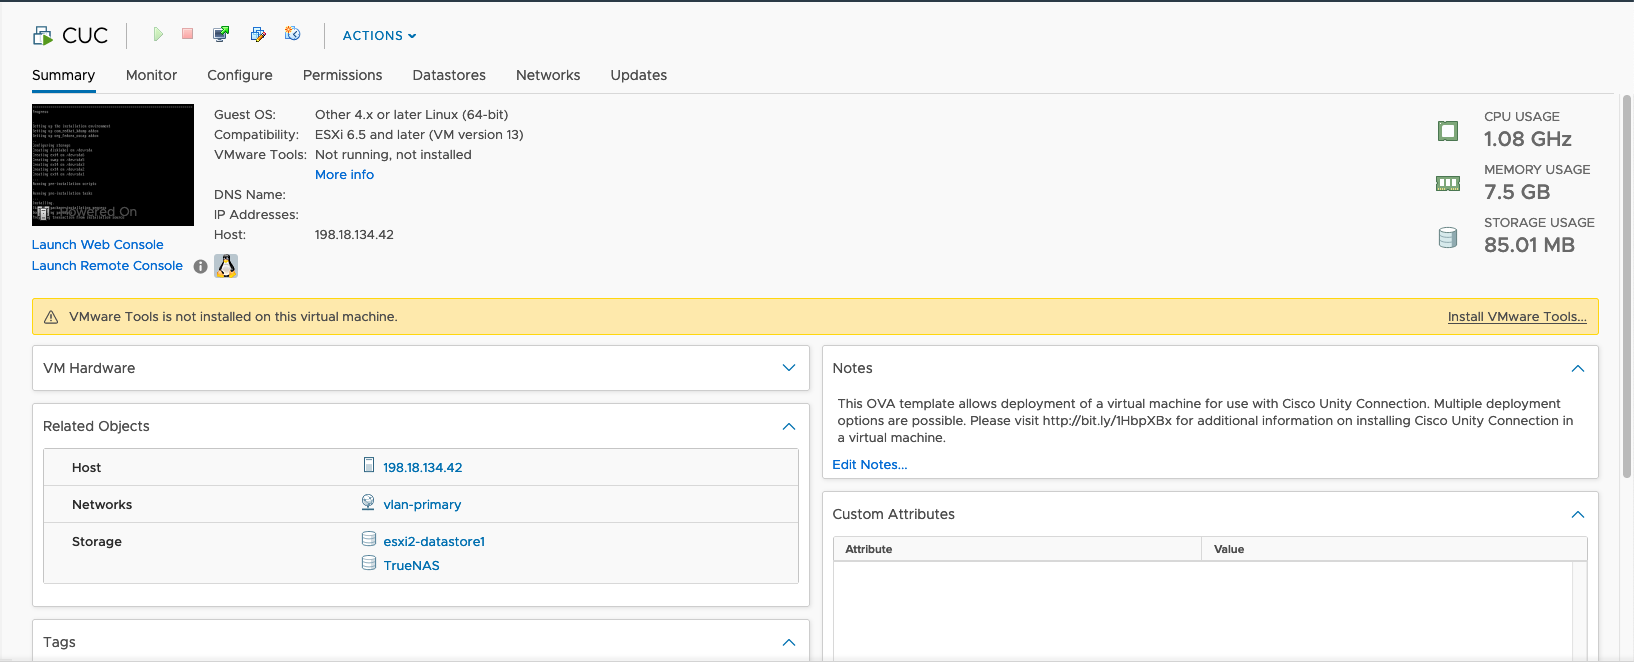 CUC
ACTIONS
Summary Monitor Configure Permissions Datastores Networks Updates
Guest OS: Other 4.x or later Linux (64-bit)
Compatibility: ESXi 6.5 and later (VM version 13)
VMware Tools: Not running, not installed
More info
DNS Name:
IP Addresses:
Host: 198.18.134.42
Powered On
Launch Web Console
Launch Remote Console
CPU USAGE
1.08 GHz
MEMORY USAGE
7.5 GB
STORAGE USAGE
85.01 MB
VMware Tools is not installed on this virtual machine. Install VMware Tools...
VM Hardware
Related Objects
Host 198.18.134.42
Networks vlan-primary
Storage esxi2-datastore1
TrueNAS
Tags
Notes
This OVA template allows deployment of a virtual machine for use with Cisco Unity Connection. Multiple deployment
options are possible. Please visit http://bit.ly/1HbpXBx for additional information on installing Cisco Unity Connection in
a virtual machine.
Edit Notes...
Custom Attributes
Attribute Value